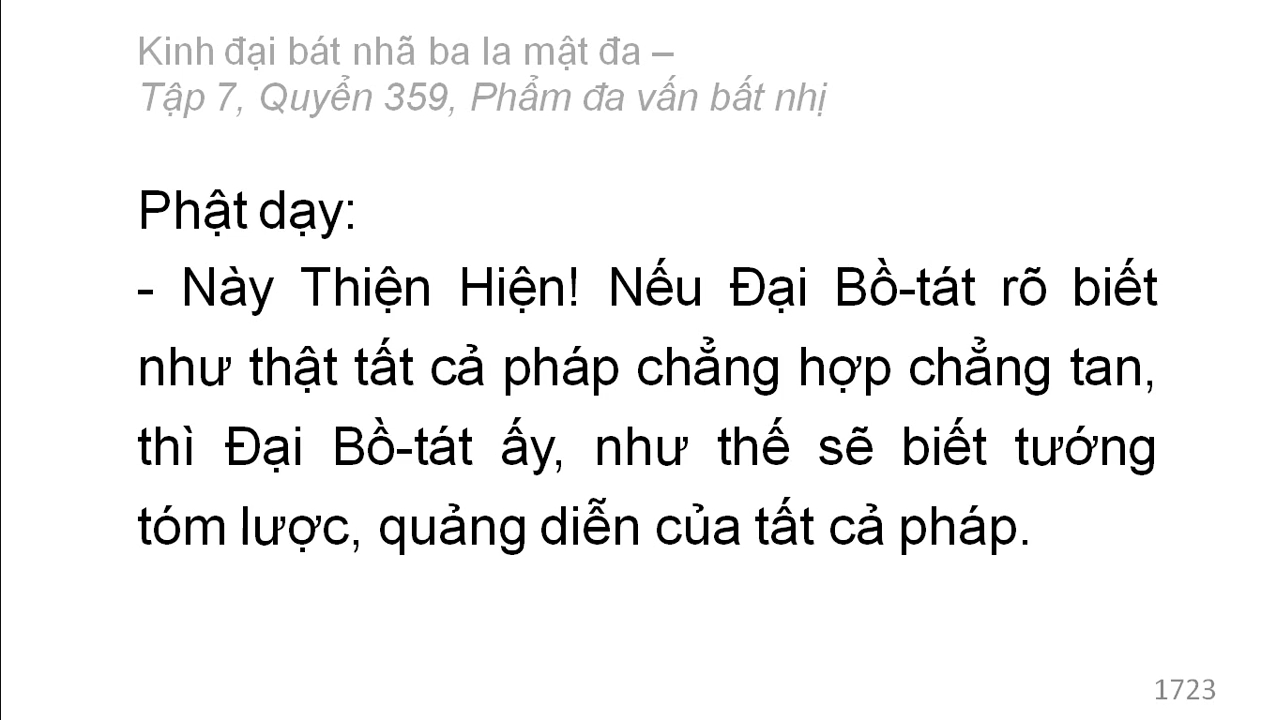 Kinh đại bát nhã ba la mật đa –
Tập 7, Quyển 359, Phẩm đa vấn bất nhị
Phật dạy:
- Này Thiện Hiện! Nếu Đại Bồ-tát rõ biết
như thật tất cả pháp chẳng hợp chẳng tan,
thì Đại Bồ-tát ấy, như thế sẽ biết tướng
tóm lược, quảng diễn của tất cả pháp.
1723